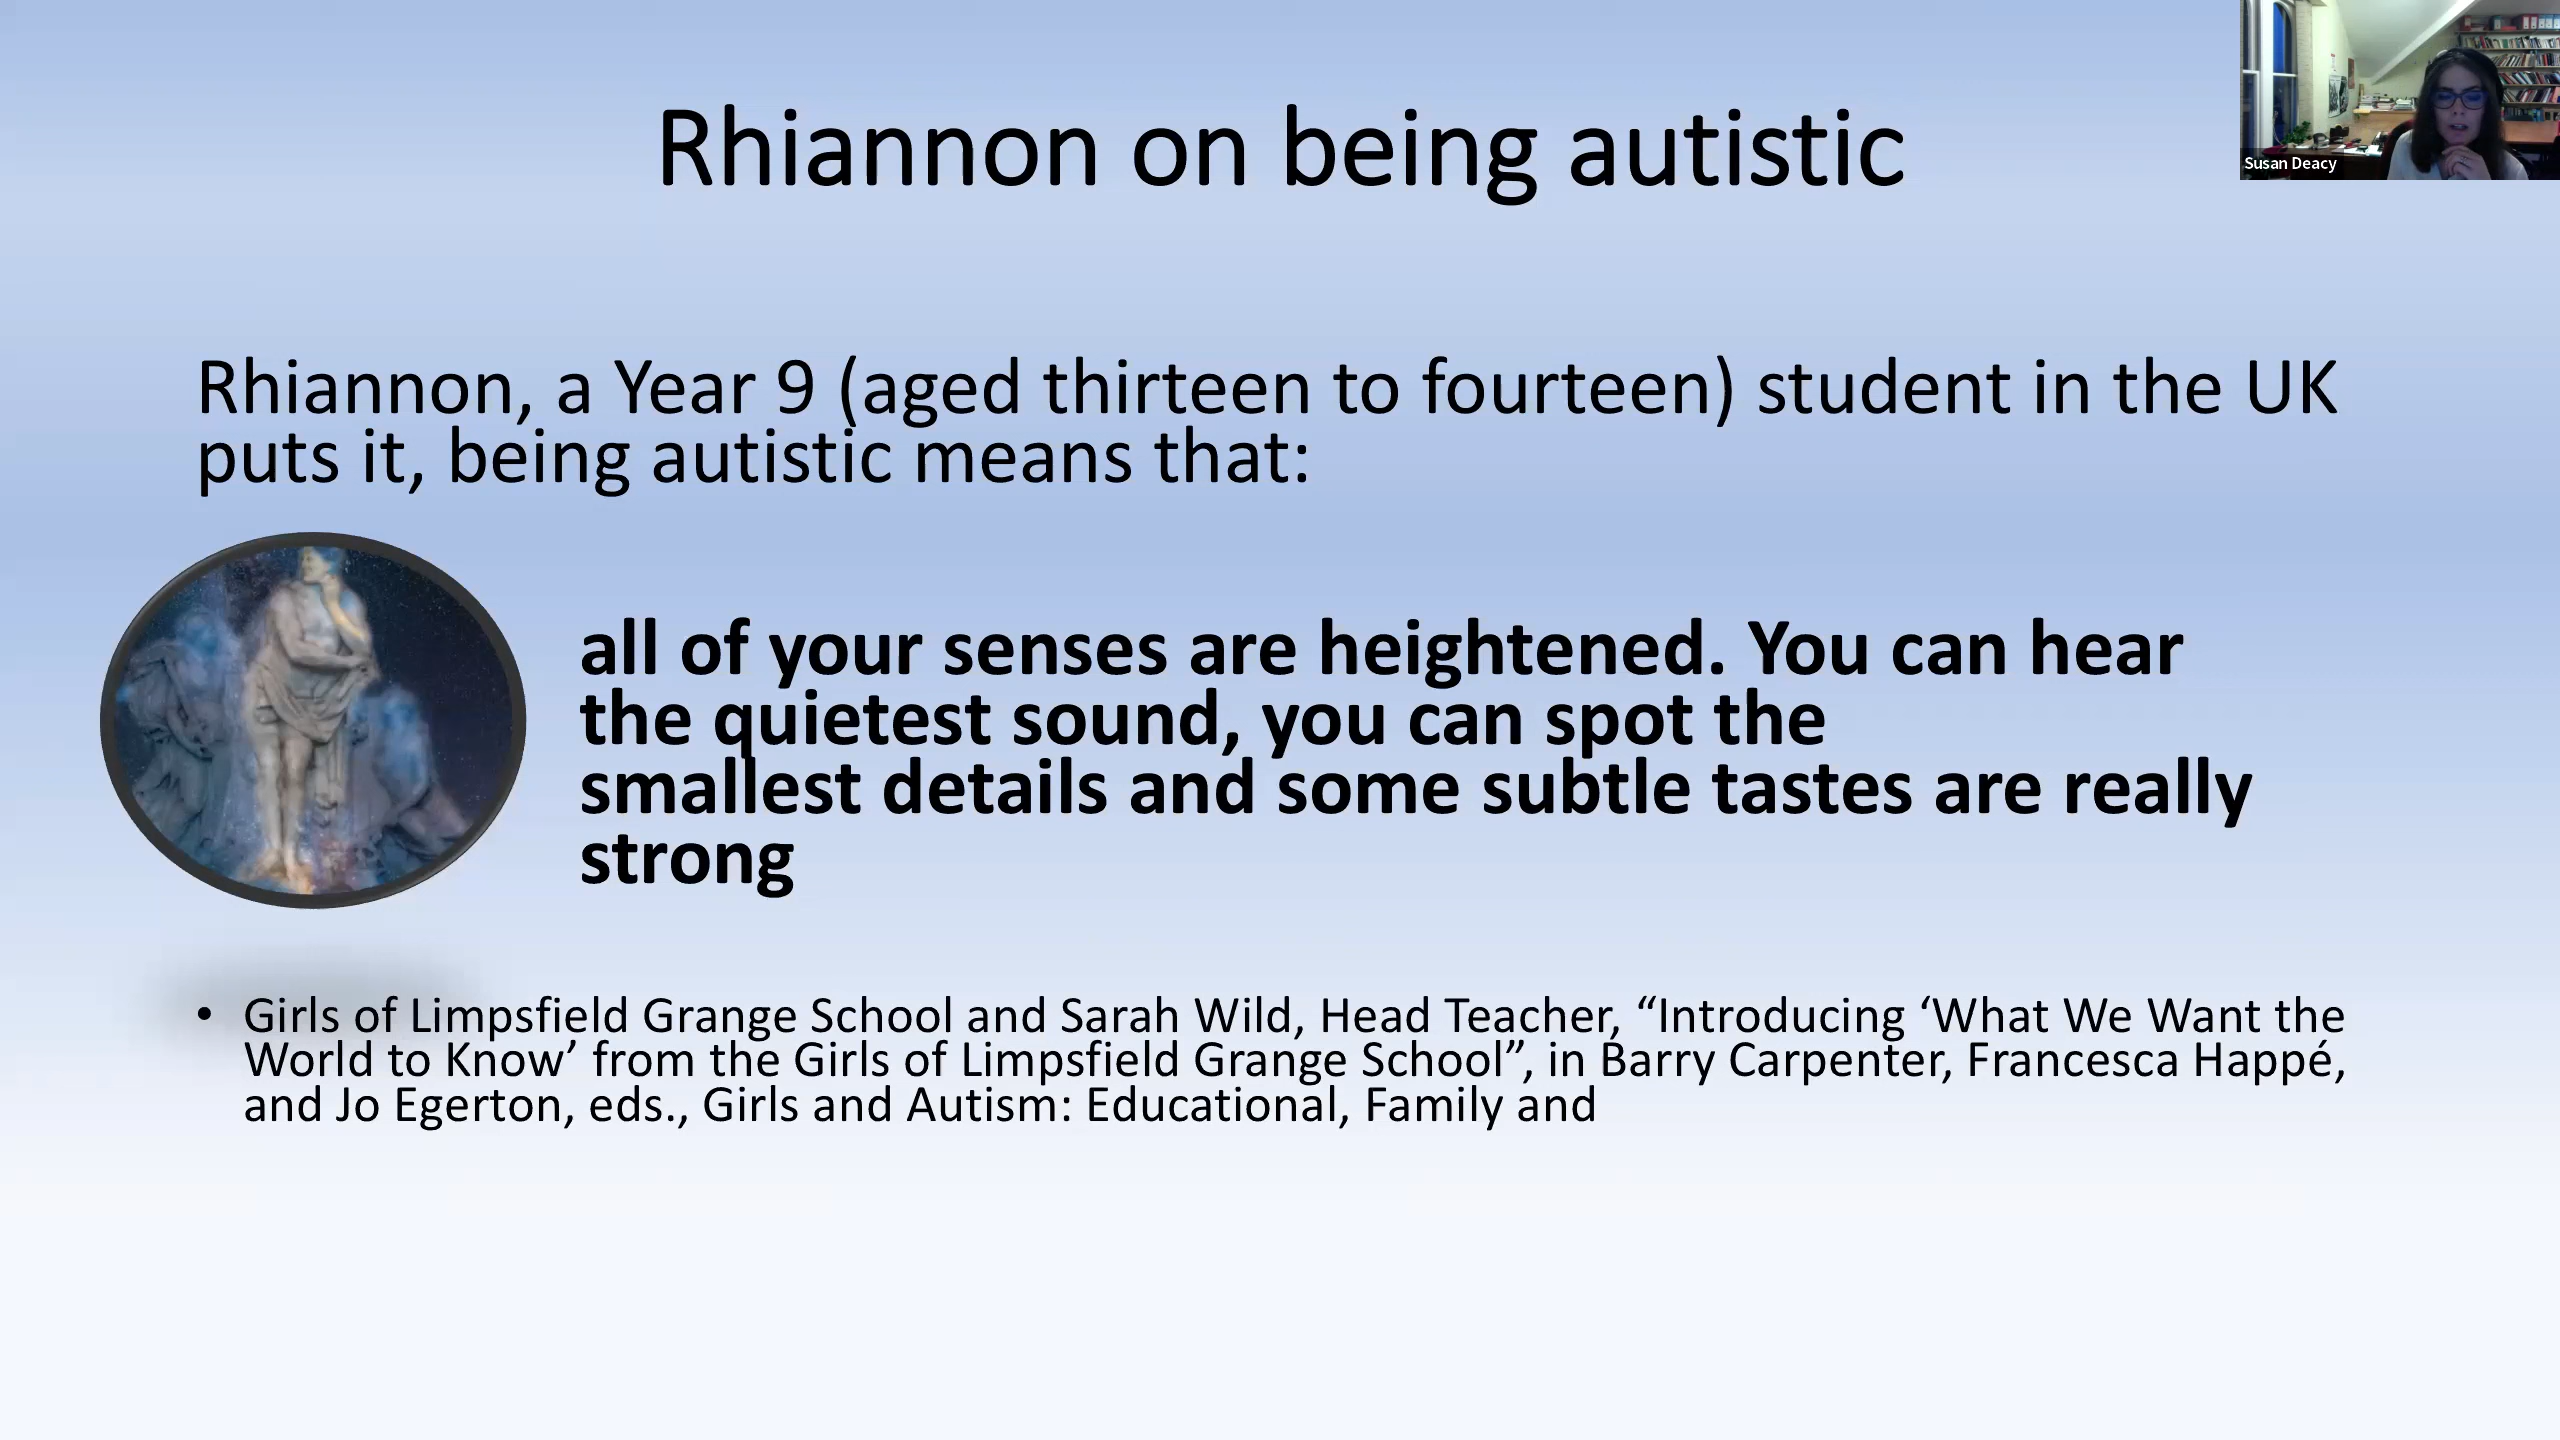 Rhiannon on being autistic
Susan Deacy
Rhiannon, a Year 9 (aged thirteen to fourteen) student in the UK
puts it, being autistic means that:
all of your senses are heightened. You can hear
the quietest sound, you can spot the
smallest details and some subtle tastes are really
strong
• Girls of Limpsfield Grange School and Sarah Wild, Head Teacher, “Introducing ‘What We Want the
World to Know’ from the Girls of Limpsfield Grange School”, in Barry Carpenter, Francesca Happé,
and Jo Egerton, eds., Girls and Autism: Educational, Family and